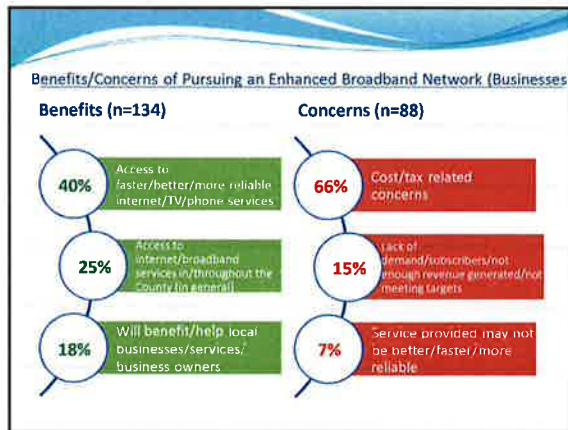 Benefits/Concerns of Pursuing an Enhanced Broadband Network (Businesses
Benefits (n=134)
40%
Access to
faster/better/more reliable
internet/TV/phone services
25%
Access to
internet/broadband
services in/throughout the
County (in general)
18%
Will benefit/help local
businesses/services/
business owners
Concerns (n=88)
66%
Cost/tax related
concerns
15%
Lack of
demand/subscribers/not
enough revenue generated/not
meeting targets
7%
Service provided may not
be better/faster/more
reliable